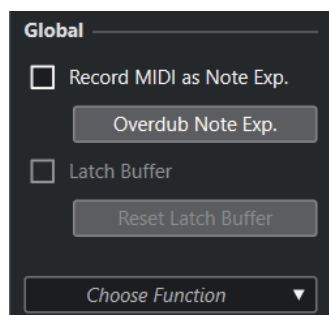 Global
Record MIDI as Note Exp.
Overdub Note Exp.
Latch Buffer
Reset Latch Buffer
Choose Function